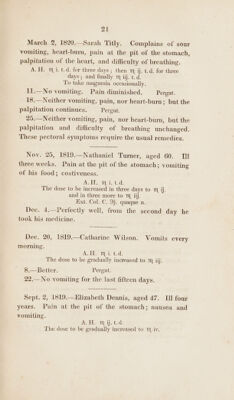 21
March 2, 1820.—Sarah Titly. Complains of sour
vomiting, heart-burn, pain at the pit of the stomach,
palpitation of the heart, and difficulty of breathing.
A. H. ♏ i. t. d. for three days; then ♏ ij. t. d. for three
days; and finally ♏ iij. t. d.
To take magnesia occasionally.
11.—No vomiting. Pain diminished. Pergat.
18.—Neither vomiting, pain, nor heart-burn; but the
palpitation continues. Pergat.
25.—Neither vomiting, pain, nor heart-burn, but the
palpitation and difficulty of breathing unchanged.
These pectoral symptoms require the usual remedies.
Nov. 25, 1819.—Nathaniel Turner, aged 60. Ill
three weeks. Pain at the pit of the stomach; vomiting
of his food; costiveness.
A. H. ♏ i. t. d.
The dose to be increased in three days to ♏ ij.
and in three more to ♏ iij.
Ext. Col. C. ℈j. quaque n.
Dec. 4.—Perfectly well, from the second day he
took his medicine.
Dec. 20, 1819.—Catharine Wilson. Vomits every
morning.
A. H. ♏ i. t. d.
The dose to be gradually increased to ♏ iij.
8.—Better. Pergat.
22.—No vomiting for the last fifteen days.
Sept. 2, 1819.—Elizabeth Dennis, aged 47. Ill four
years. Pain at the pit of the stomach; nausea and
vomiting.
A. H. ♏ ij. t. d.
The dose to be gradually increased to ♏ iv.